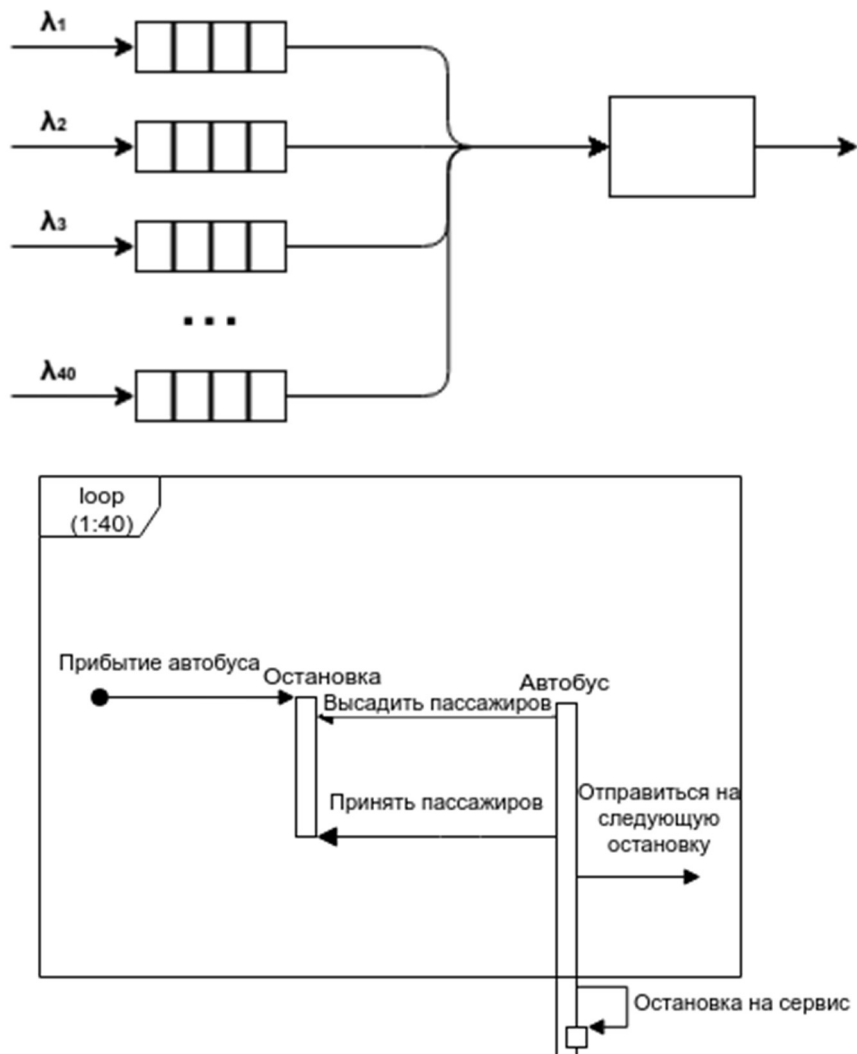 λ1
λ2
λ3
...
λ40
loop
(1:40)
Прибытие автобуса
Остановка
Автобус
Высадить пассажиров
Принять пассажиров
Отправиться на
следующую
остановку
Остановка на сервис